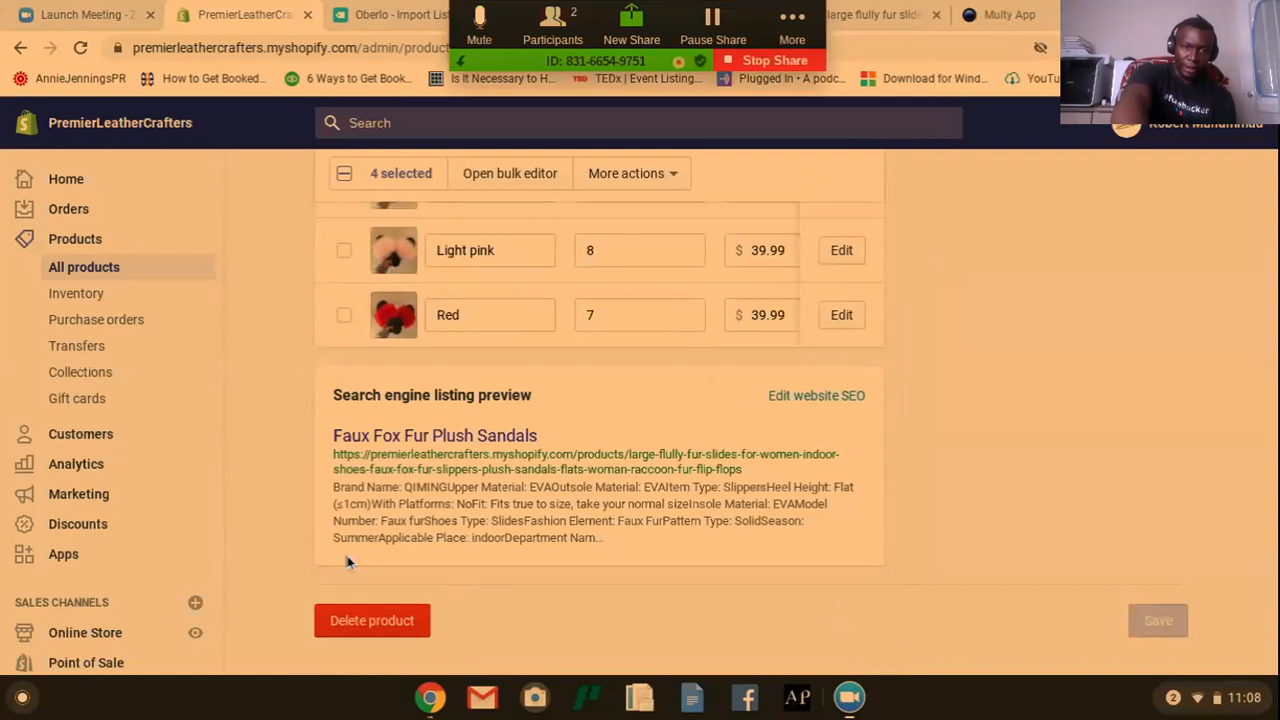 Launch Meeting - Z
PremierLeatherCra
Oberlo - Import Lis
large flully fur slide
Multy App
Mute
Participants
2
New Share
Pause Share
More
ID: 831-6654-9751
Stop Share
premierleathercrafters.myshopify.com/admin/produc
AnnieJenningsPR
How to Get Booked...
6 Ways to Get Book...
Is It Necessary to H...
TEDx | Event Listing...
Plugged In • A podc...
Download for Wind...
YouTu
PremierLeatherCrafters
Search
Robert Muhammad
Home
Orders
Products
All products
Inventory
Purchase orders
Transfers
Collections
Gift cards
Customers
Analytics
Marketing
Discounts
Apps
SALES CHANNELS
Online Store
Point of Sale
4 selected
Open bulk editor
More actions
Light pink
8
$ 39.99
Edit
Red
7
$ 39.99
Edit
Search engine listing preview
Edit website SEO
Faux Fox Fur Plush Sandals
https://premierleathercrafters.myshopify.com/products/large-flully-fur-slides-for-women-indoor-
shoes-faux-fox-fur-slippers-plush-sandals-flats-woman-raccoon-fur-flip-flops
Brand Name: QIMINGUpper Material: EVAOutsole Material: EVAItem Type: SlippersHeel Height: Flat
(≤1cm)With Platforms: NoFit: Fits true to size, take your normal sizeInsole Material: EVAModel
Number: Faux furShoes Type: SlidesFashion Element: Faux FurPattern Type: SolidSeason:
SummerApplicable Place: indoorDepartment Nam...
Delete product
Save
AP
2
11:08